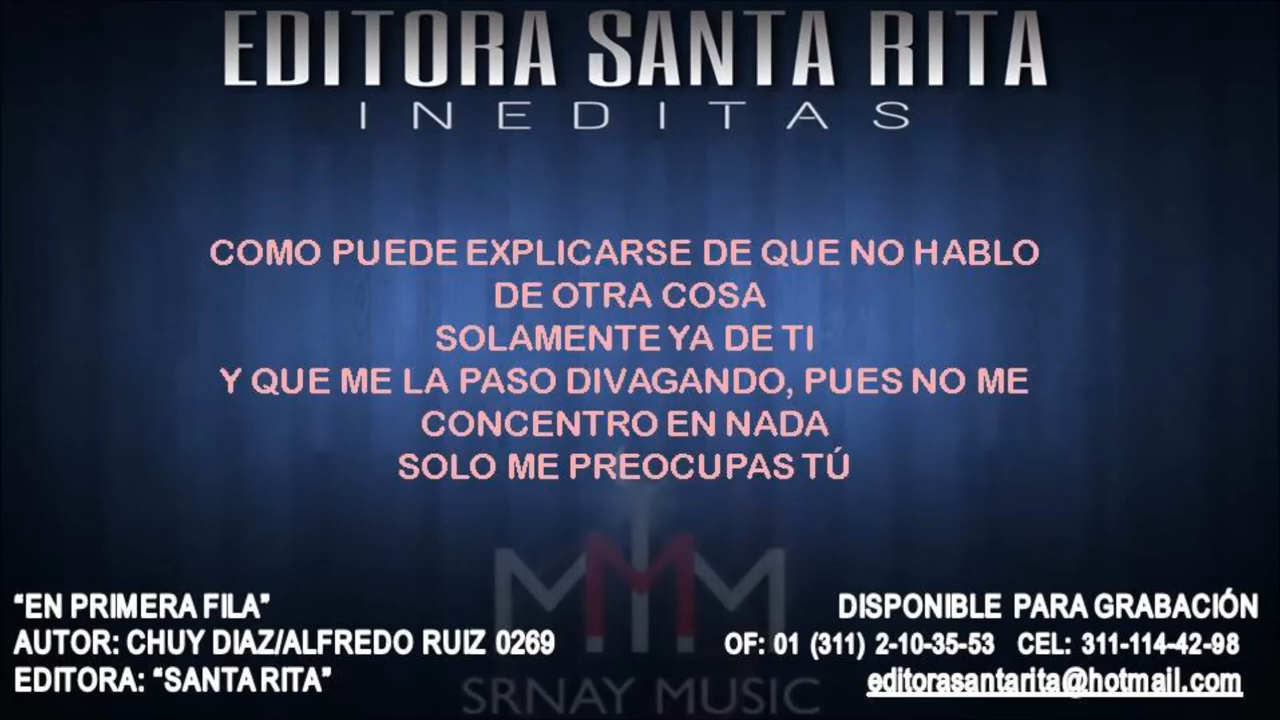 EDITORA SANTA RITA
INEDITAS
COMO PUEDE EXPLICARSE DE QUE NO HABLO
DE OTRA COSA
SOLAMENTE YA DE TI
Y QUE ME LA PASO DIVAGANDO, PUES NO ME
CONCENTRO EN NADA
SOLO ME PREOCUPAS TÚ
"EN PRIMERA FILA"
AUTOR: CHUY DIAZ/ALFREDO RUIZ 0269
EDITORA: "SANTA RITA"
DISPONIBLE PARA GRABACIÓN
OF: 01 (311) 2-10-35-53 CEL: 311-114-42-98
editorasantarita@hotmail.com
SRNAY MUSIC